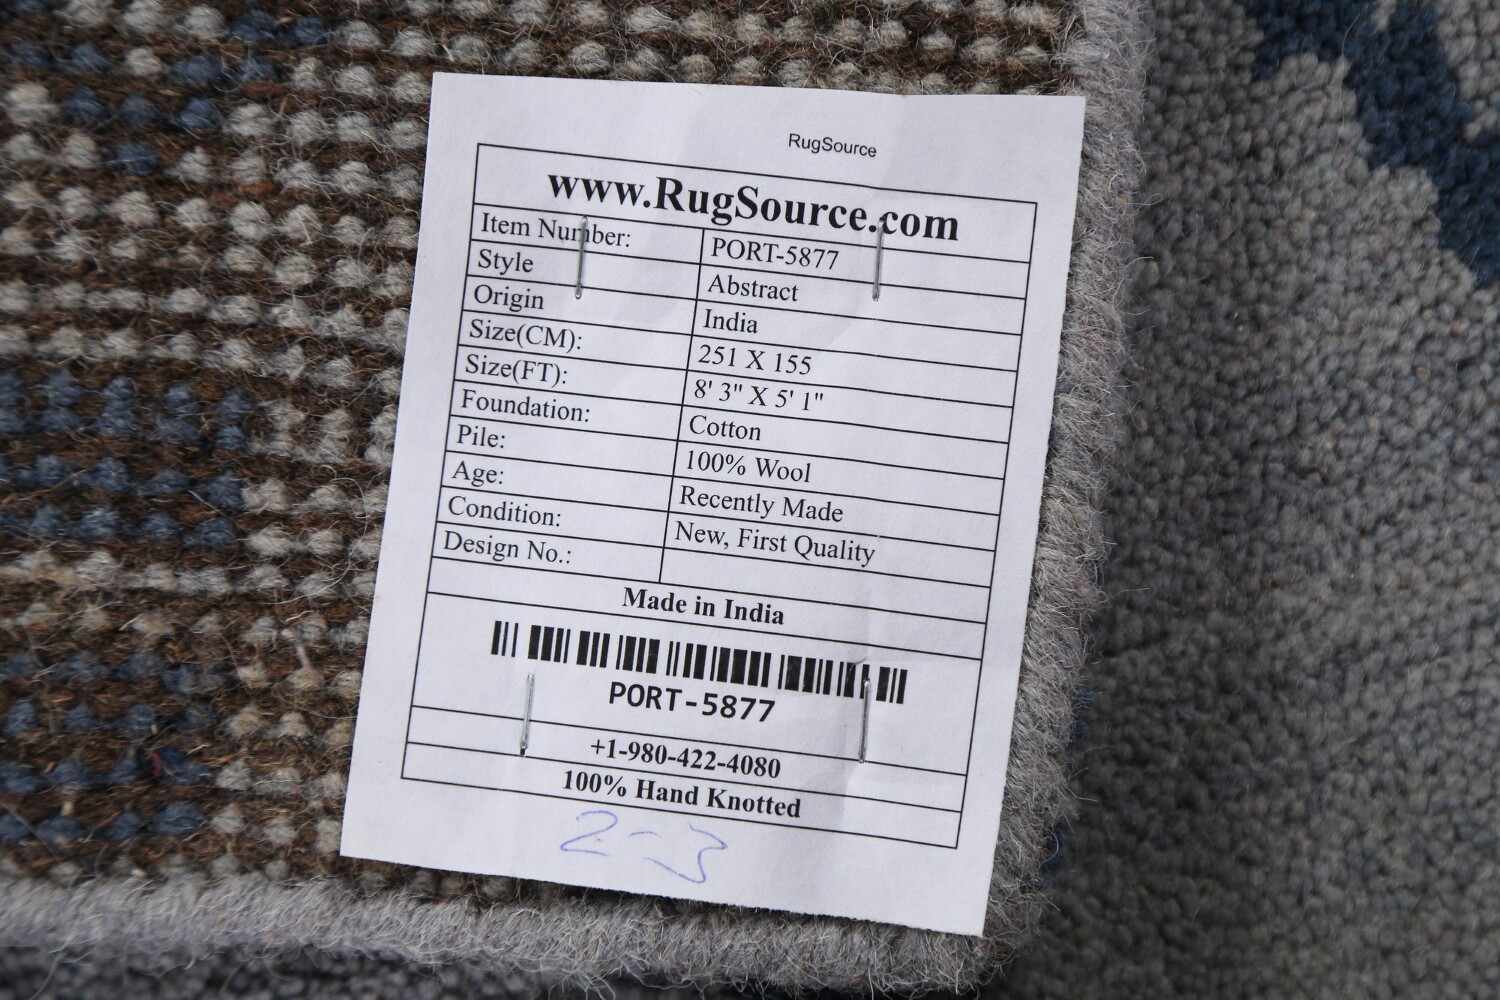 RugSource
www.RugSource.com
Item Number: PORT-5877
Style Abstract
Origin India
Size(CM): 251 X 155
Size(FT): 8' 3" X 5' 1"
Foundation: Cotton
Pile: 100% Wool
Age: Recently Made
Condition: New, First Quality
Design No.:
Made in India
PORT-5877
+1-980-422-4080
100% Hand Knotted
2-3